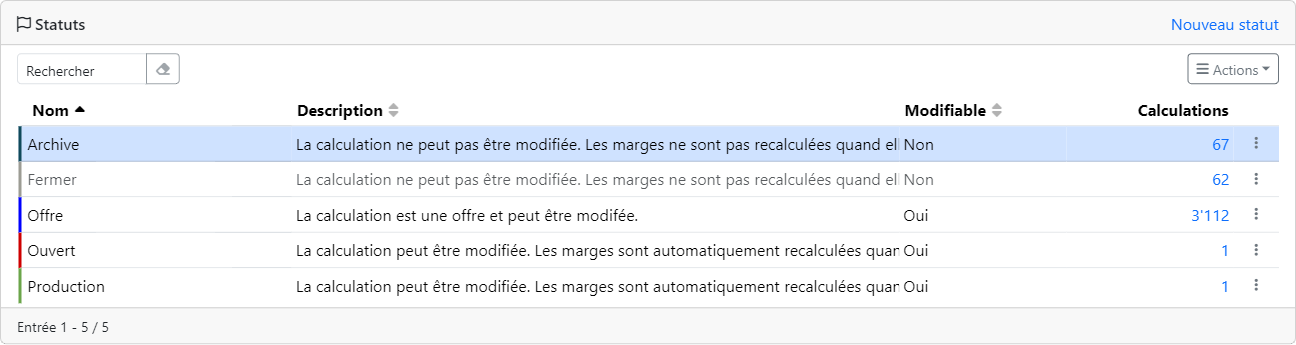 Statuts
Nouveau statut
Rechercher
Actions
Nom Description Modifiable Calculations
Archive La calculation ne peut pas être modifiée. Les marges ne sont pas recalculées quand ell Non 67
Fermer La calculation ne peut pas être modifiée. Les marges ne sont pas recalculées quand ell Non 62
Offre La calculation est une offre et peut être modifée. Oui 3'112
Ouvert La calculation peut être modifiée. Les marges sont automatiquement recalculées quan Oui 1
Production La calculation peut être modifiée. Les marges sont automatiquement recalculées quan Oui 1
Entrée 1 - 5 / 5